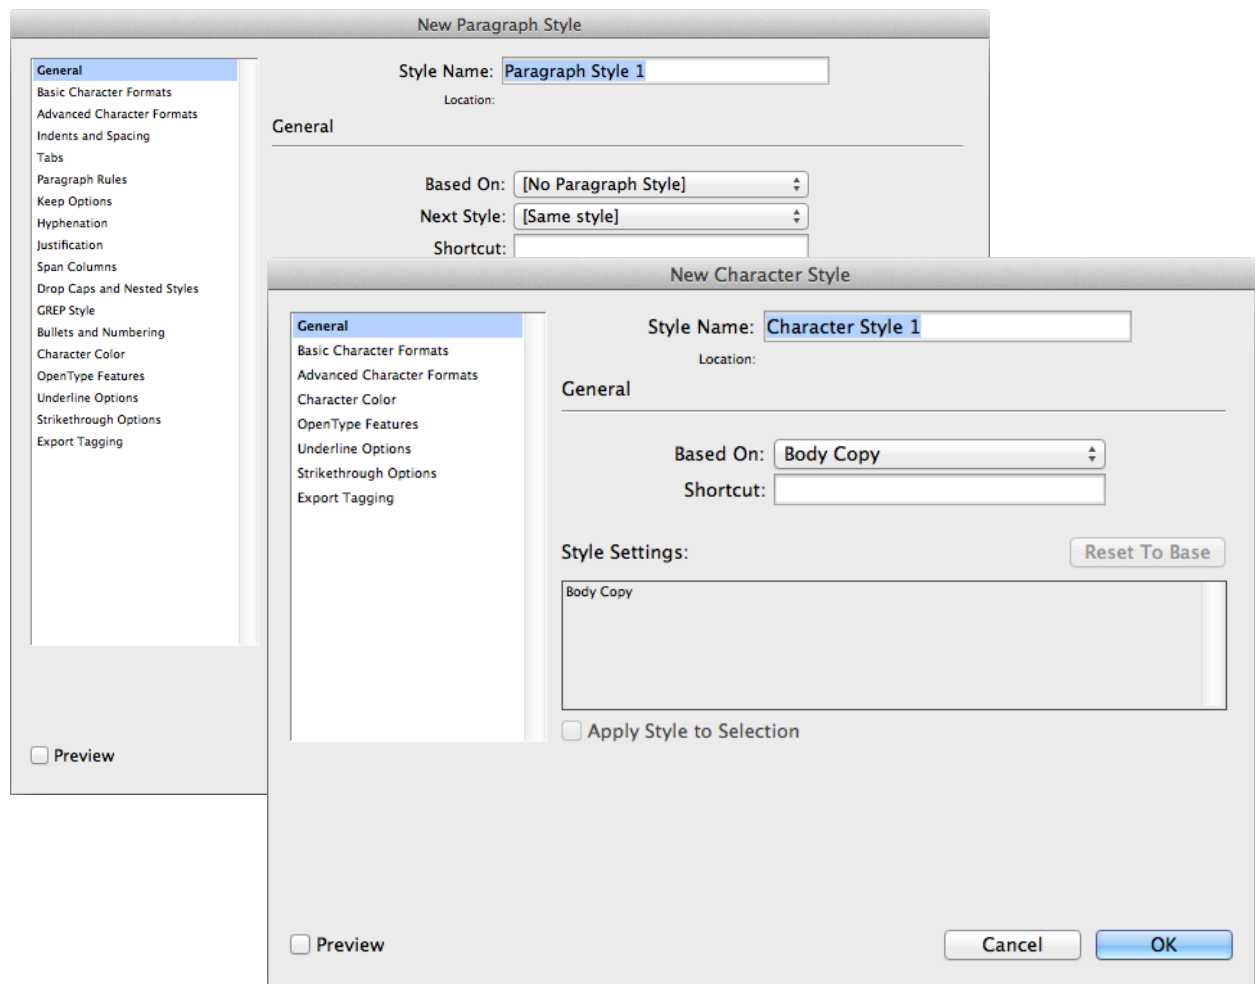 New Paragraph Style
General
Basic Character Formats
Advanced Character Formats
Indents and Spacing
Tabs
Paragraph Rules
Keep Options
Hyphenation
Justification
Span Columns
Drop Caps and Nested Styles
GREP Style
Bullets and Numbering
Character Color
OpenType Features
Underline Options
Strikethrough Options
Export Tagging
Preview
Style Name: Paragraph Style 1
Location:
General
Based On: [No Paragraph Style]
Next Style: [Same style]
Shortcut:
New Character Style
General
Basic Character Formats
Advanced Character Formats
Character Color
OpenType Features
Underline Options
Strikethrough Options
Export Tagging
Style Name: Character Style 1
Location:
General
Based On: Body Copy
Shortcut:
Style Settings: Reset To Base
Body Copy
Apply Style to Selection
Preview Cancel OK